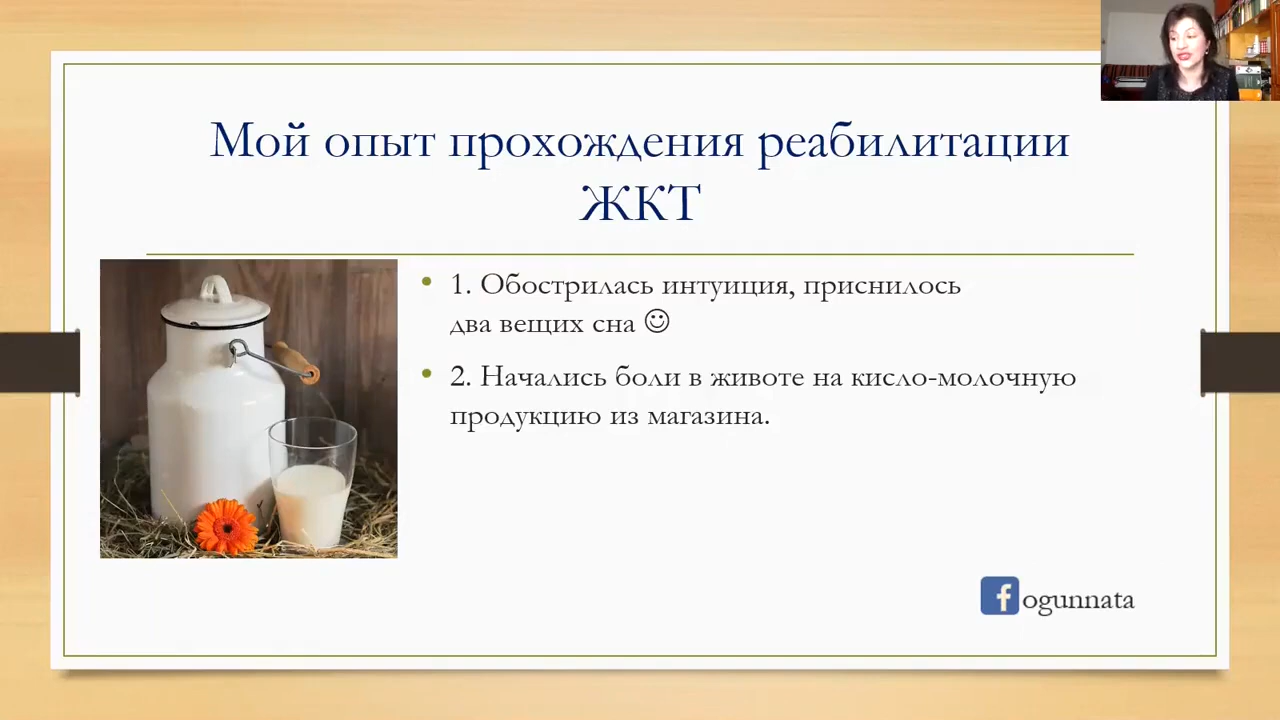 Мой опыт прохождения реабилитации
ЖКТ
• 1. Обострилась интуиция, приснилось
два вещих сна ☺
• 2. Начались боли в животе на кисло-молочную
продукцию из магазина.
f ogunnata